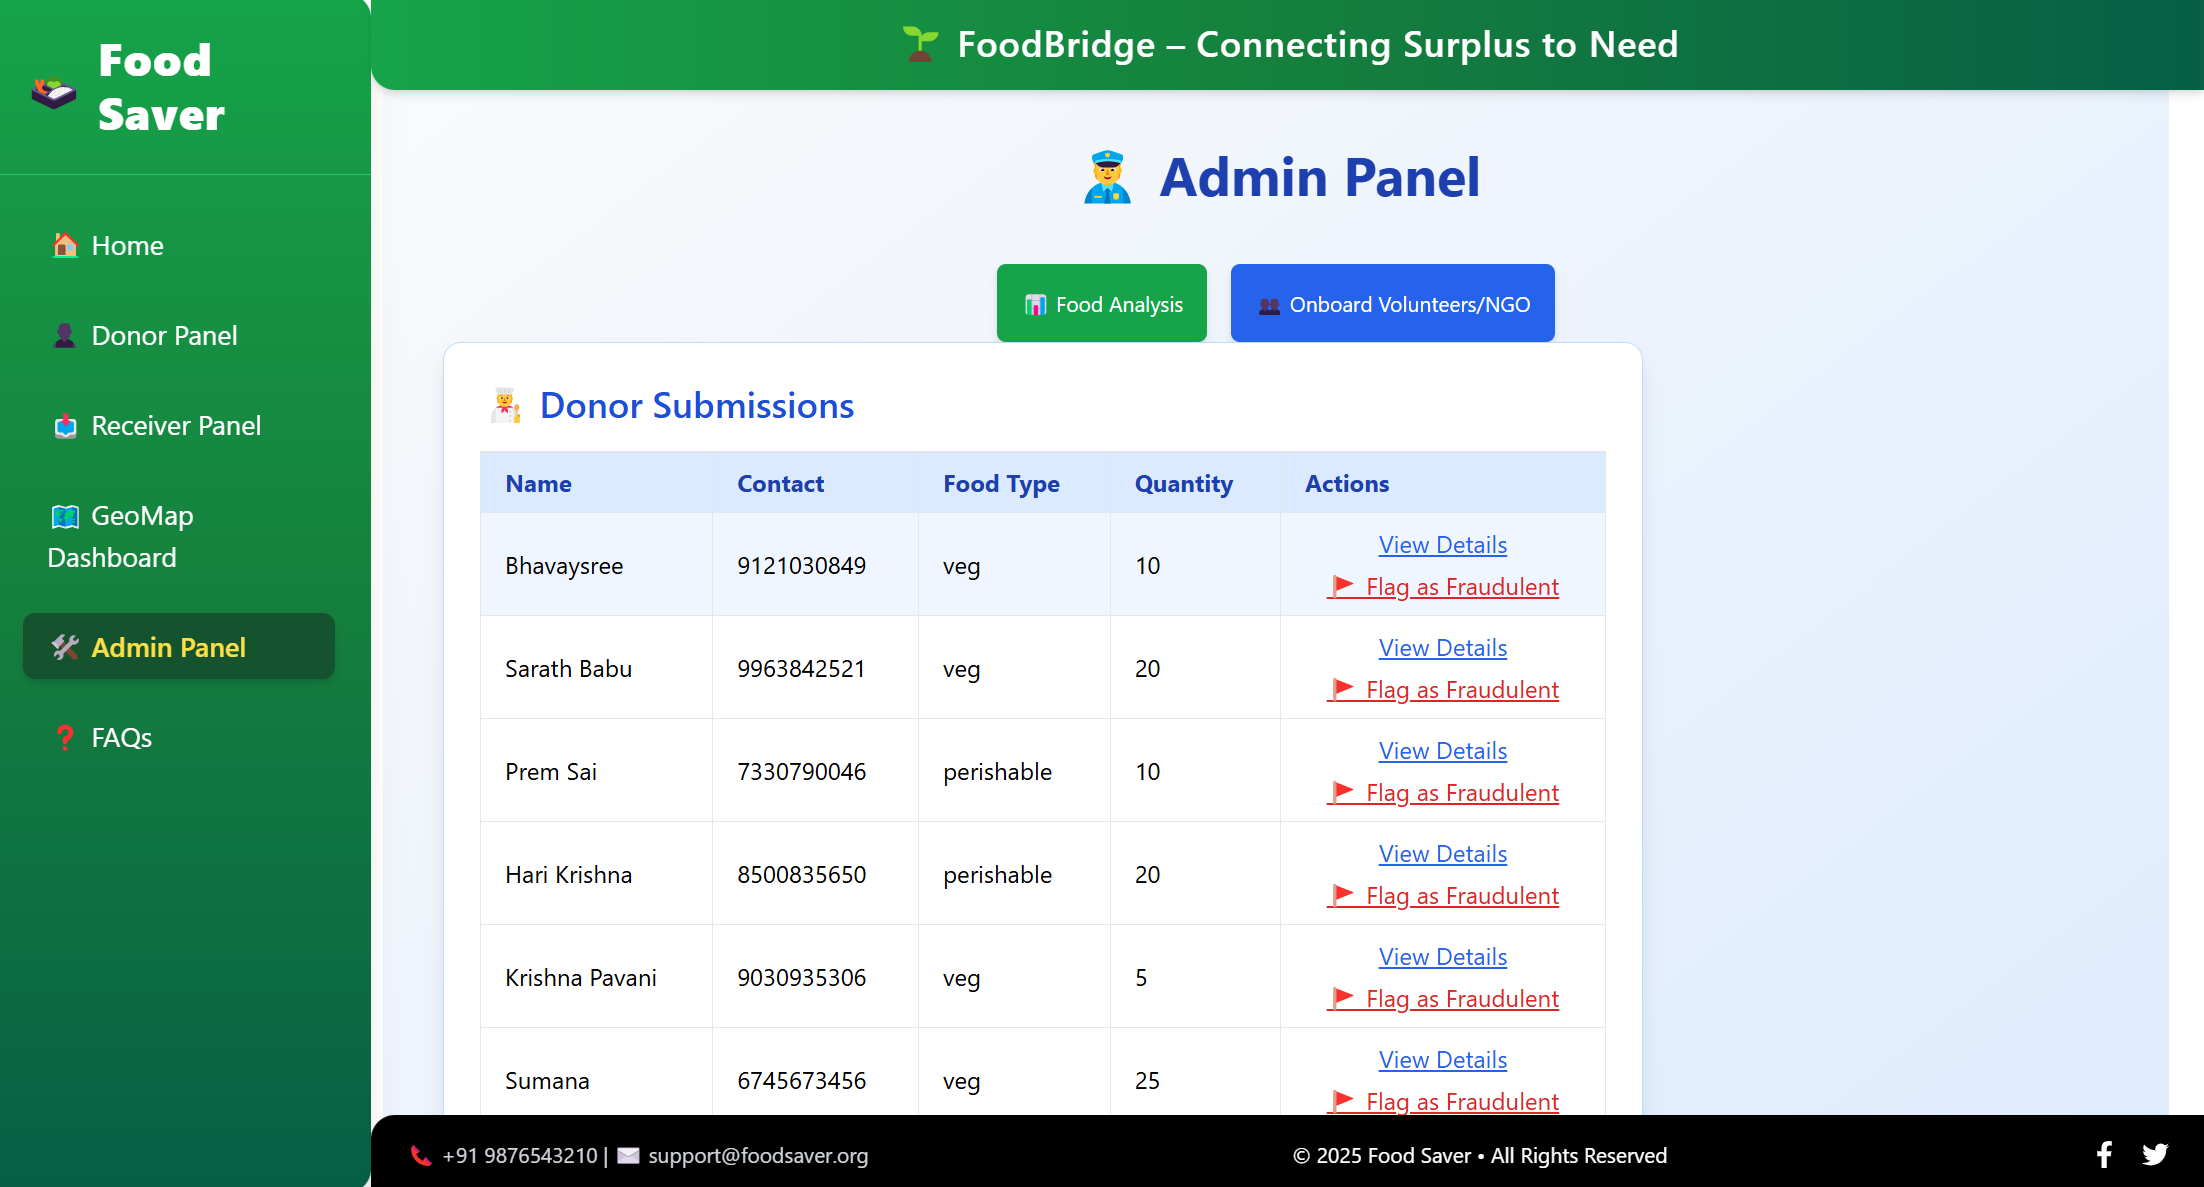 Food
Saver
Home
Donor Panel
Receiver Panel
GeoMap
Dashboard
Admin Panel
FAQs
FoodBridge – Connecting Surplus to Need
Admin Panel
Food Analysis
Onboard Volunteers/NGO
Donor Submissions
Name Contact Food Type Quantity Actions
Bhavaysree 9121030849 veg 10 View Details
Flag as Fraudulent
Sarath Babu 9963842521 veg 20 View Details
Flag as Fraudulent
Prem Sai 7330790046 perishable 10 View Details
Flag as Fraudulent
Hari Krishna 8500835650 perishable 20 View Details
Flag as Fraudulent
Krishna Pavani 9030935306 veg 5 View Details
Flag as Fraudulent
Sumana 6745673456 veg 25 View Details
Flag as Fraudulent
+91 9876543210 | support@foodsaver.org
© 2025 Food Saver • All Rights Reserved